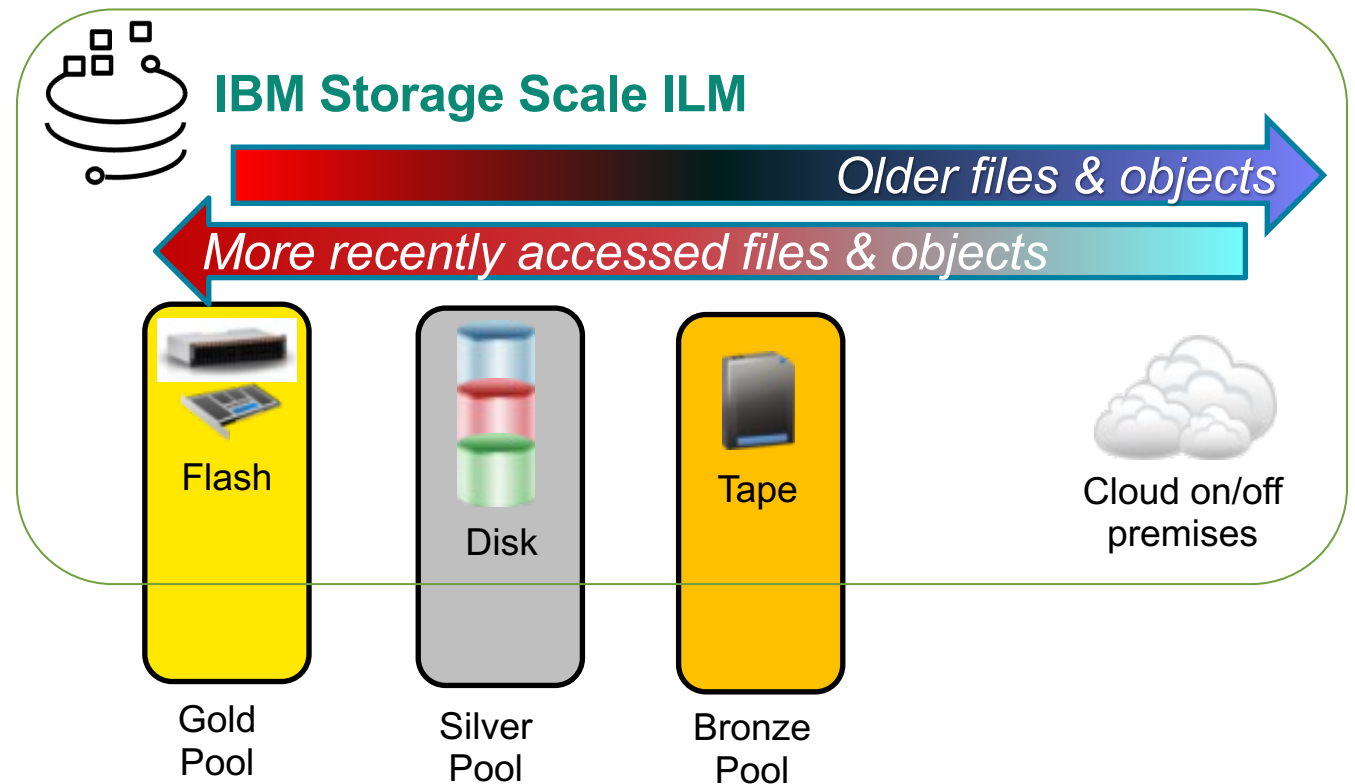 IBM Storage Scale ILM
Older files & objects
More recently accessed files & objects
Flash
Disk
Tape
Cloud on/off
premises
Gold
Pool
Silver
Pool
Bronze
Pool